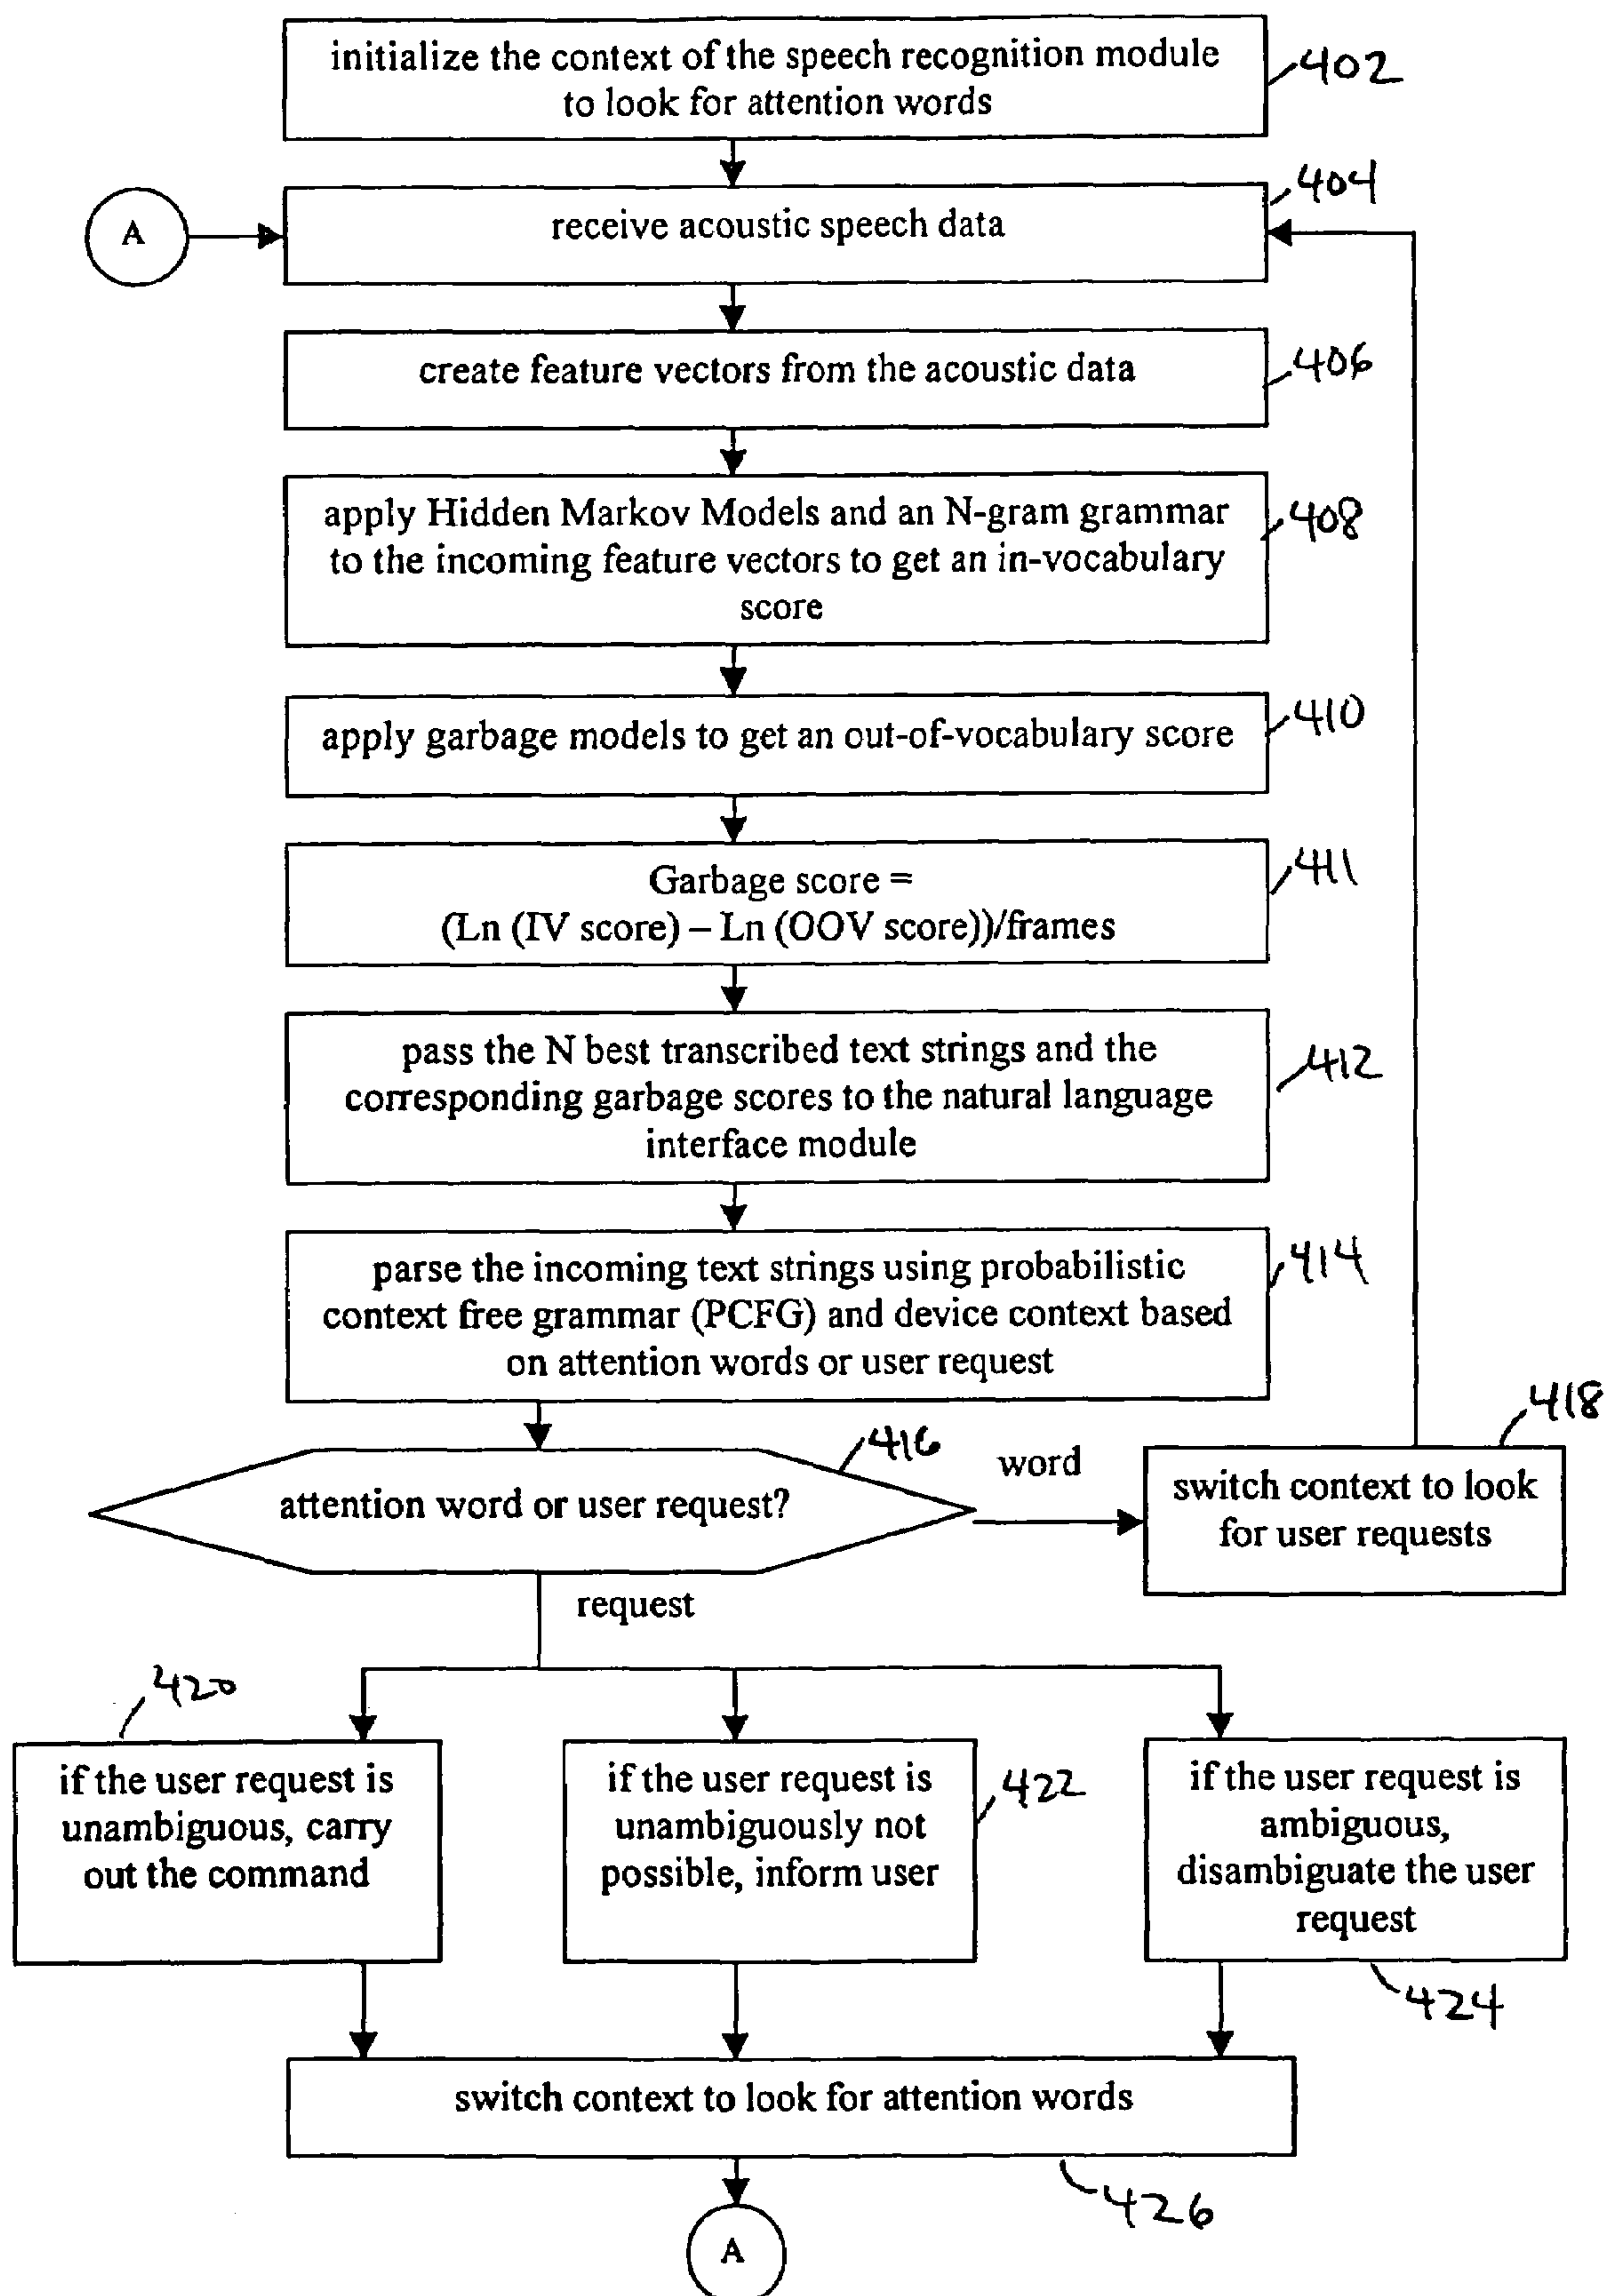 initialize the context of the speech recognition module
to look for attention words
402
404
A
receive acoustic speech data
create feature vectors from the acoustic data
406
apply Hidden Markov Models and an N-gram grammar
to the incoming feature vectors to get an in-vocabulary
score
408
apply garbage models to get an out-of-vocabulary score
410
Garbage score =
(Ln (IV score) – Ln (OOV score))/frames
411
pass the N best transcribed text strings and the
corresponding garbage scores to the natural language
interface module
412
parse the incoming text strings using probabilistic
context free grammar (PCFG) and device context based
on attention words or user request
414
416
attention word or user request?
word
418
switch context to look
for user requests
request
420
if the user request is
unambiguous, carry
out the command
if the user request is
unambiguously not
possible, inform user
422
if the user request is
ambiguous,
disambiguate the user
request
424
switch context to look for attention words
426
A